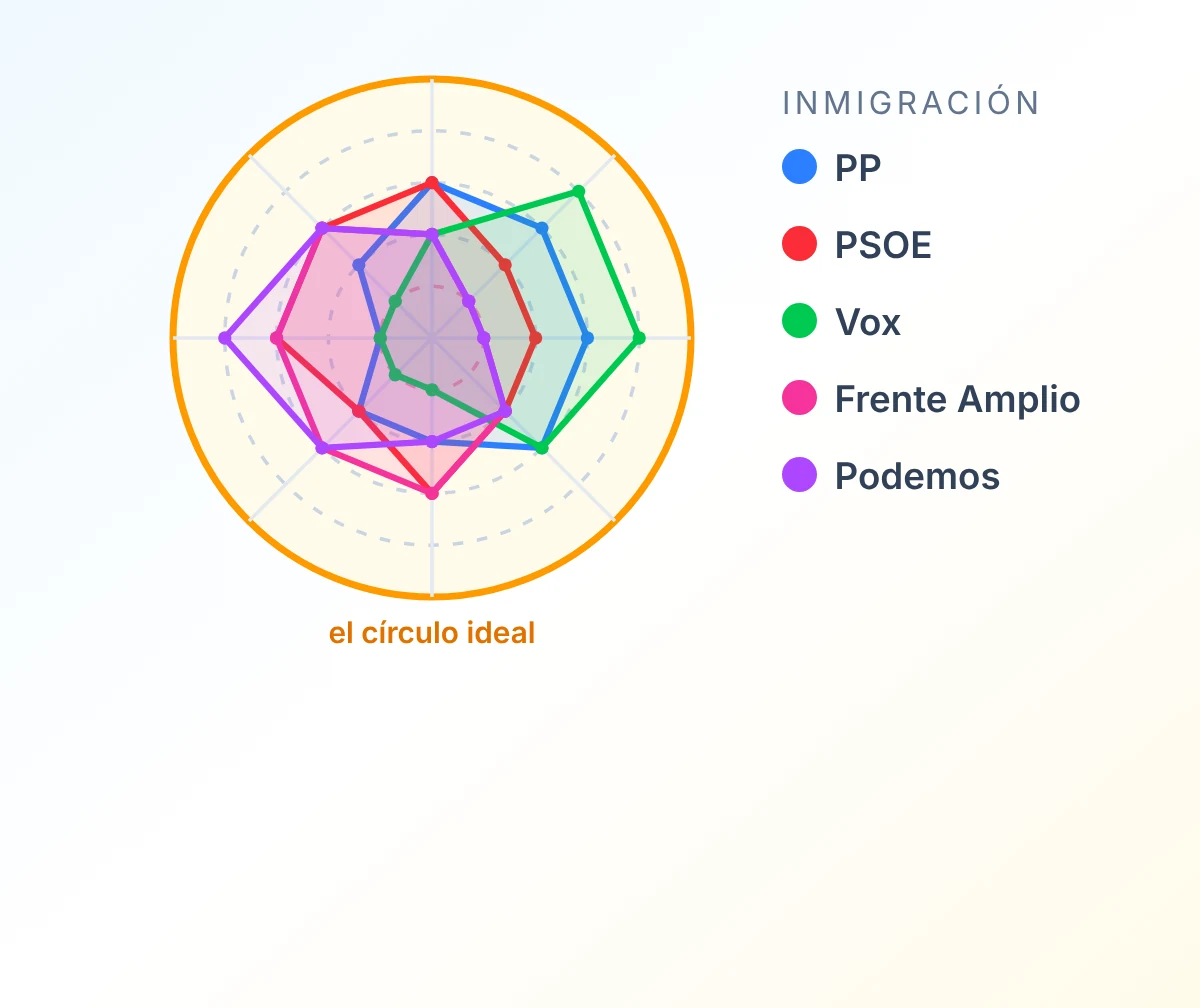 INMIGRACIÓN
PP
PSOE
Vox
Frente Amplio
Podemos
el círculo ideal